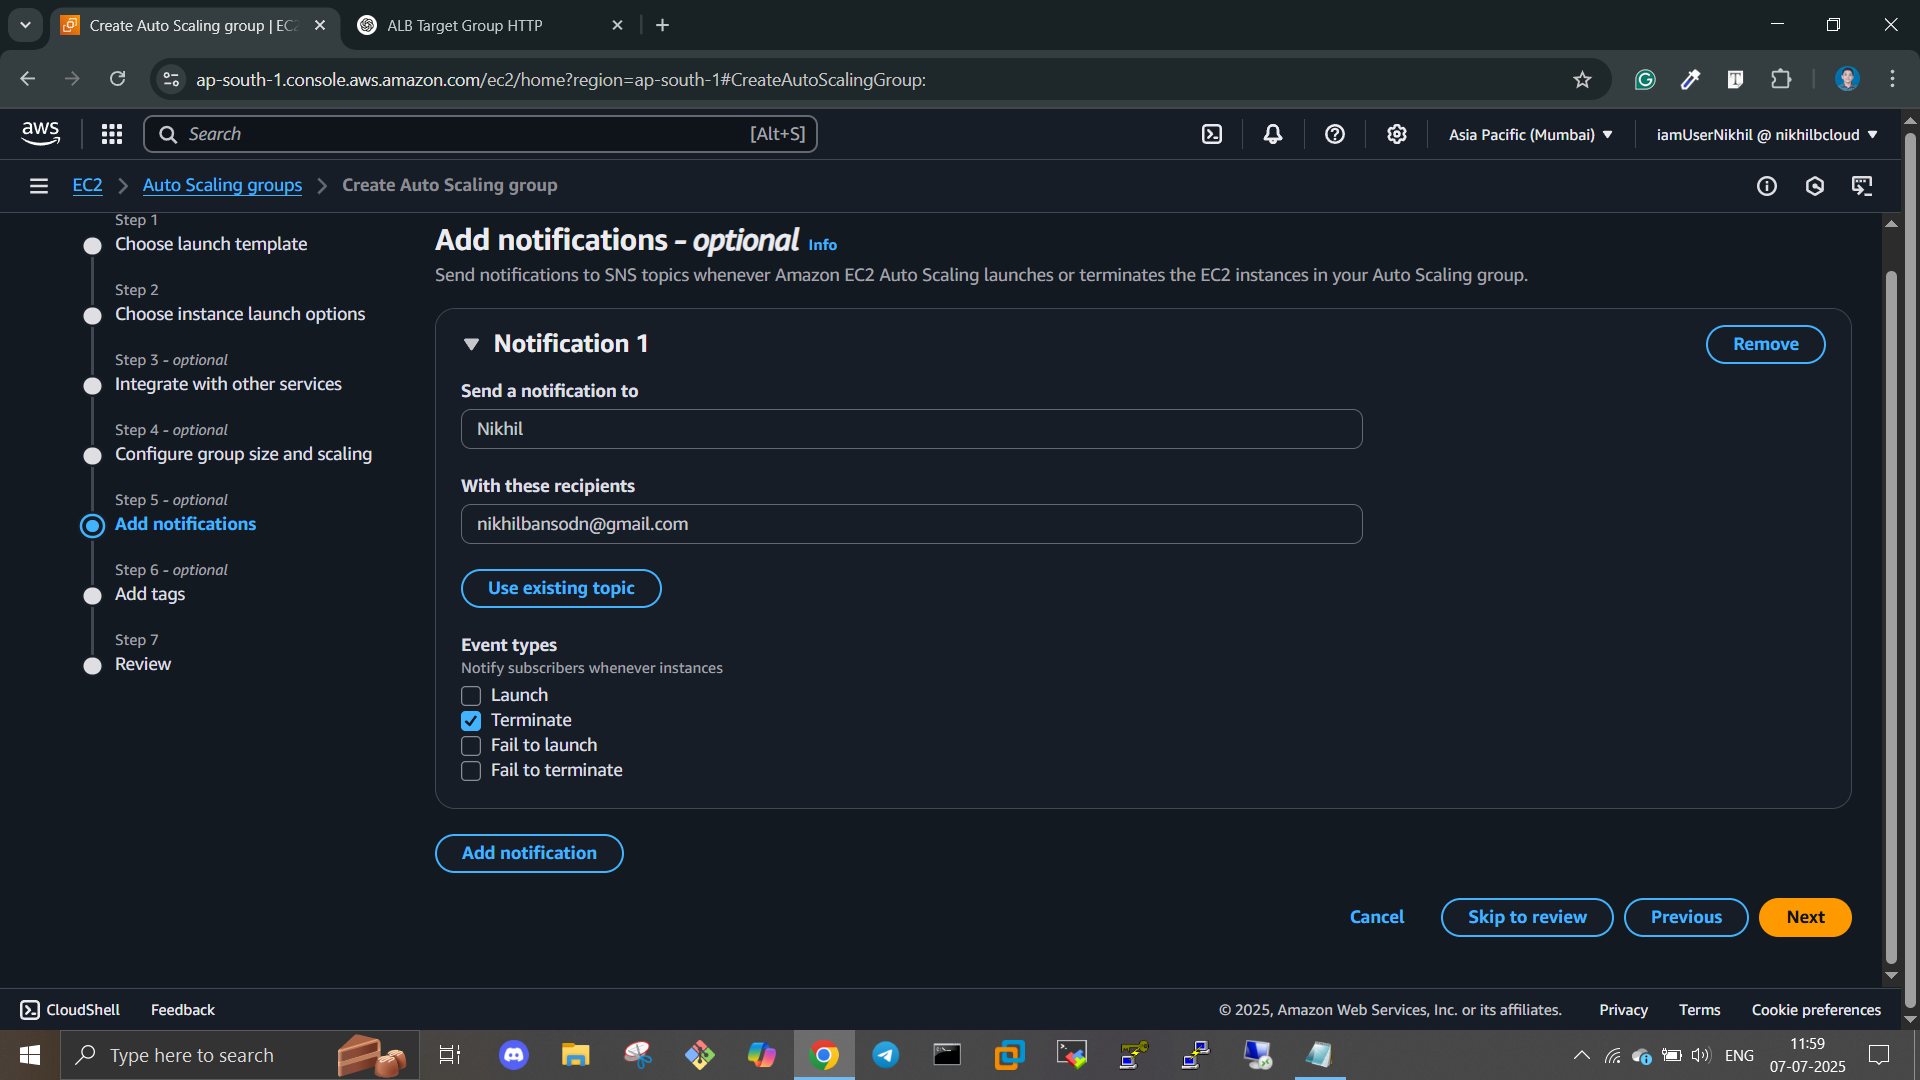 Create Auto Scaling group | EC2
ALB Target Group HTTP
ap-south-1.console.aws.amazon.com/ec2/home?region=ap-south-1#CreateAutoScalingGroup:
aws
Search
[Alt+S]
Asia Pacific (Mumbai)
iamUserNikhil @ nikhilbcloud
EC2
Auto Scaling groups
Create Auto Scaling group
Step 1
Choose launch template
Step 2
Choose instance launch options
Step 3 - optional
Integrate with other services
Step 4 - optional
Configure group size and scaling
Step 5 - optional
Add notifications
Step 6 - optional
Add tags
Step 7
Review
Add notifications - optional Info
Send notifications to SNS topics whenever Amazon EC2 Auto Scaling launches or terminates the EC2 instances in your Auto Scaling group.
Notification 1
Remove
Send a notification to
Nikhil
With these recipients
nikhilbansodn@gmail.com
Use existing topic
Event types
Notify subscribers whenever instances
Launch
Terminate
Fail to launch
Fail to terminate
Add notification
Cancel
Skip to review
Previous
Next
CloudShell
Feedback
© 2025, Amazon Web Services, Inc. or its affiliates.
Privacy
Terms
Cookie preferences
Type here to search
ENG
11:59
07-07-2025